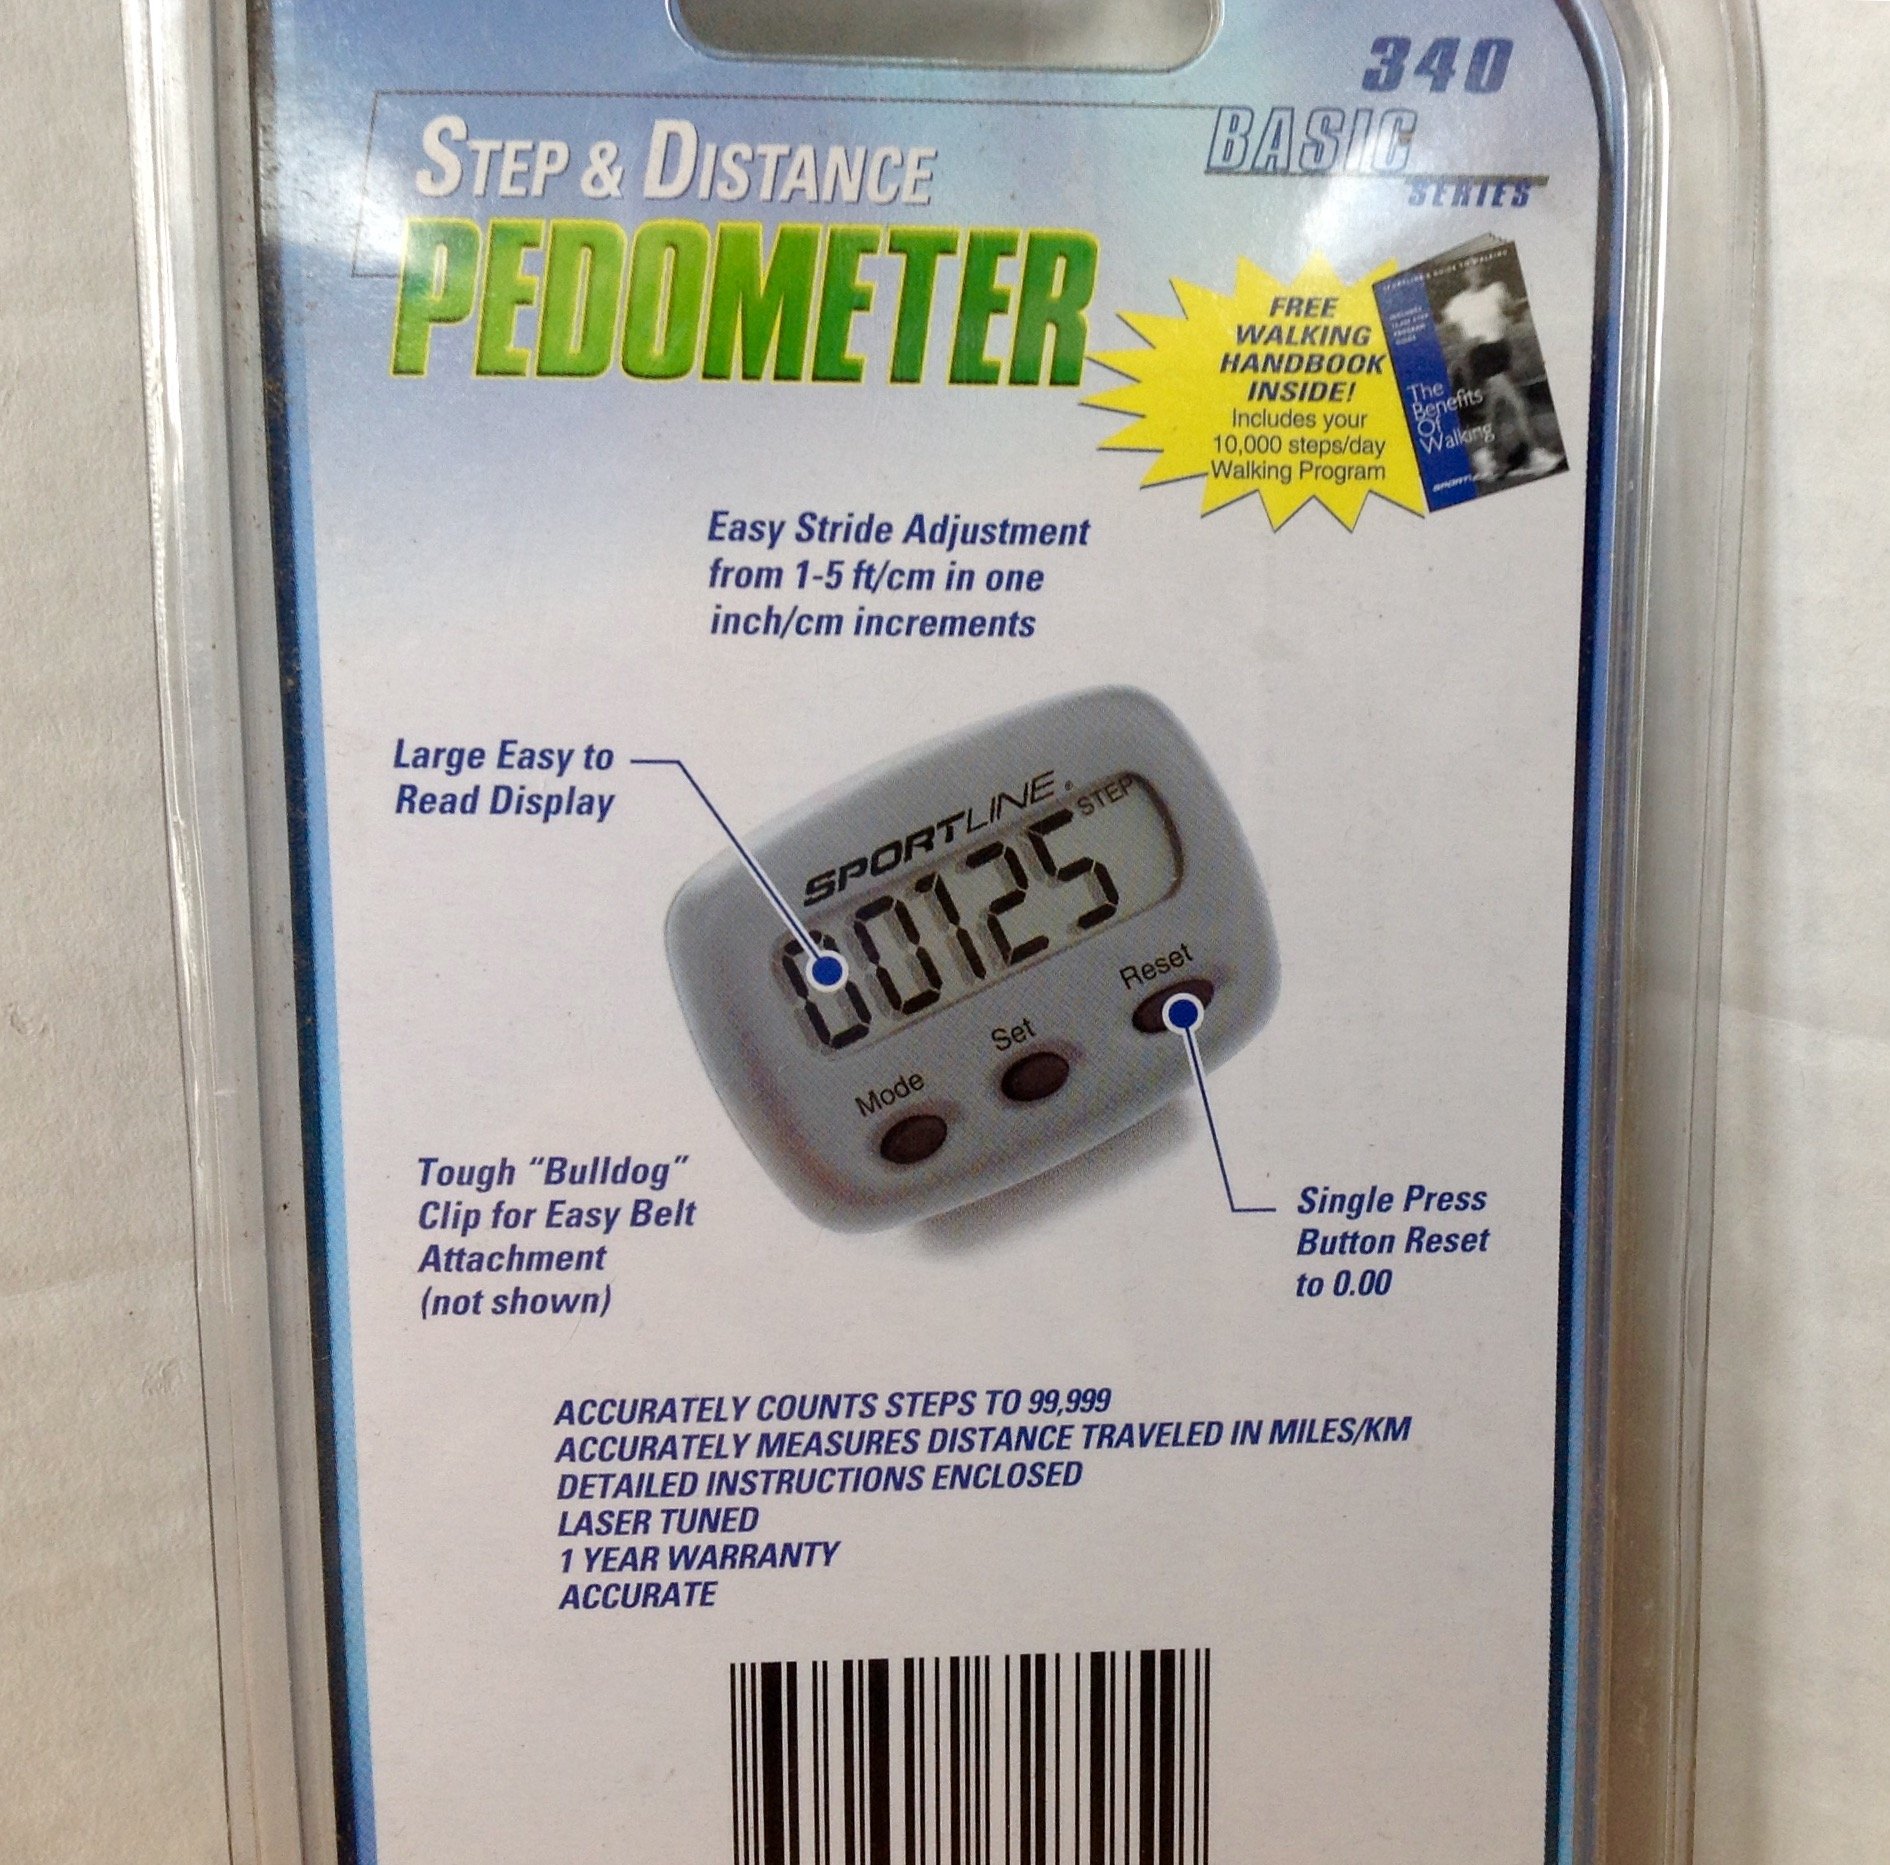 340
BASIC
SERIES
STEP & DISTANCE
PEDOMETER
FREE
WALKING
HANDBOOK
INSIDE!
Includes your
10,000 steps/day
Walking Program
The
Benefits
Of
Walking
Easy Stride Adjustment
from 1-5 ft/cm in one
inch/cm increments
Large Easy to
Read Display
SPORTLINE®
STEP
00125
Reset
Set
Mode
Tough “Bulldog”
Clip for Easy Belt
Attachment
(not shown)
Single Press
Button Reset
to 0.00
ACCURATELY COUNTS STEPS TO 99,999
ACCURATELY MEASURES DISTANCE TRAVELED IN MILES/KM
DETAILED INSTRUCTIONS ENCLOSED
LASER TUNED
1 YEAR WARRANTY
ACCURATE